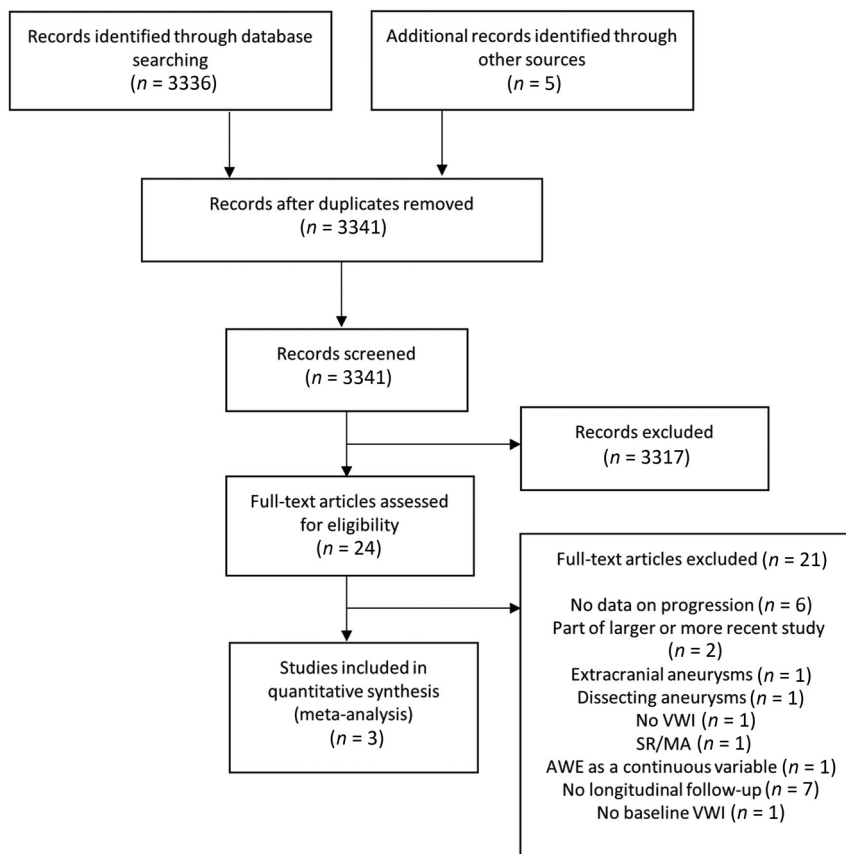 Records identified through database
searching
(n = 3336)
Additional records identified through
other sources
(n = 5)
Records after duplicates removed
(n = 3341)
Records screened
(n = 3341)
Records excluded
(n = 3317)
Full-text articles assessed
for eligibility
(n = 24)
Full-text articles excluded (n = 21)
No data on progression (n = 6)
Part of larger or more recent study
(n = 2)
Extracranial aneurysms (n = 1)
Dissecting aneurysms (n = 1)
No VWI (n = 1)
SR/MA (n = 1)
AWE as a continuous variable (n = 1)
No longitudinal follow-up (n = 7)
No baseline VWI (n = 1)
Studies included in
quantitative synthesis
(meta-analysis)
(n = 3)